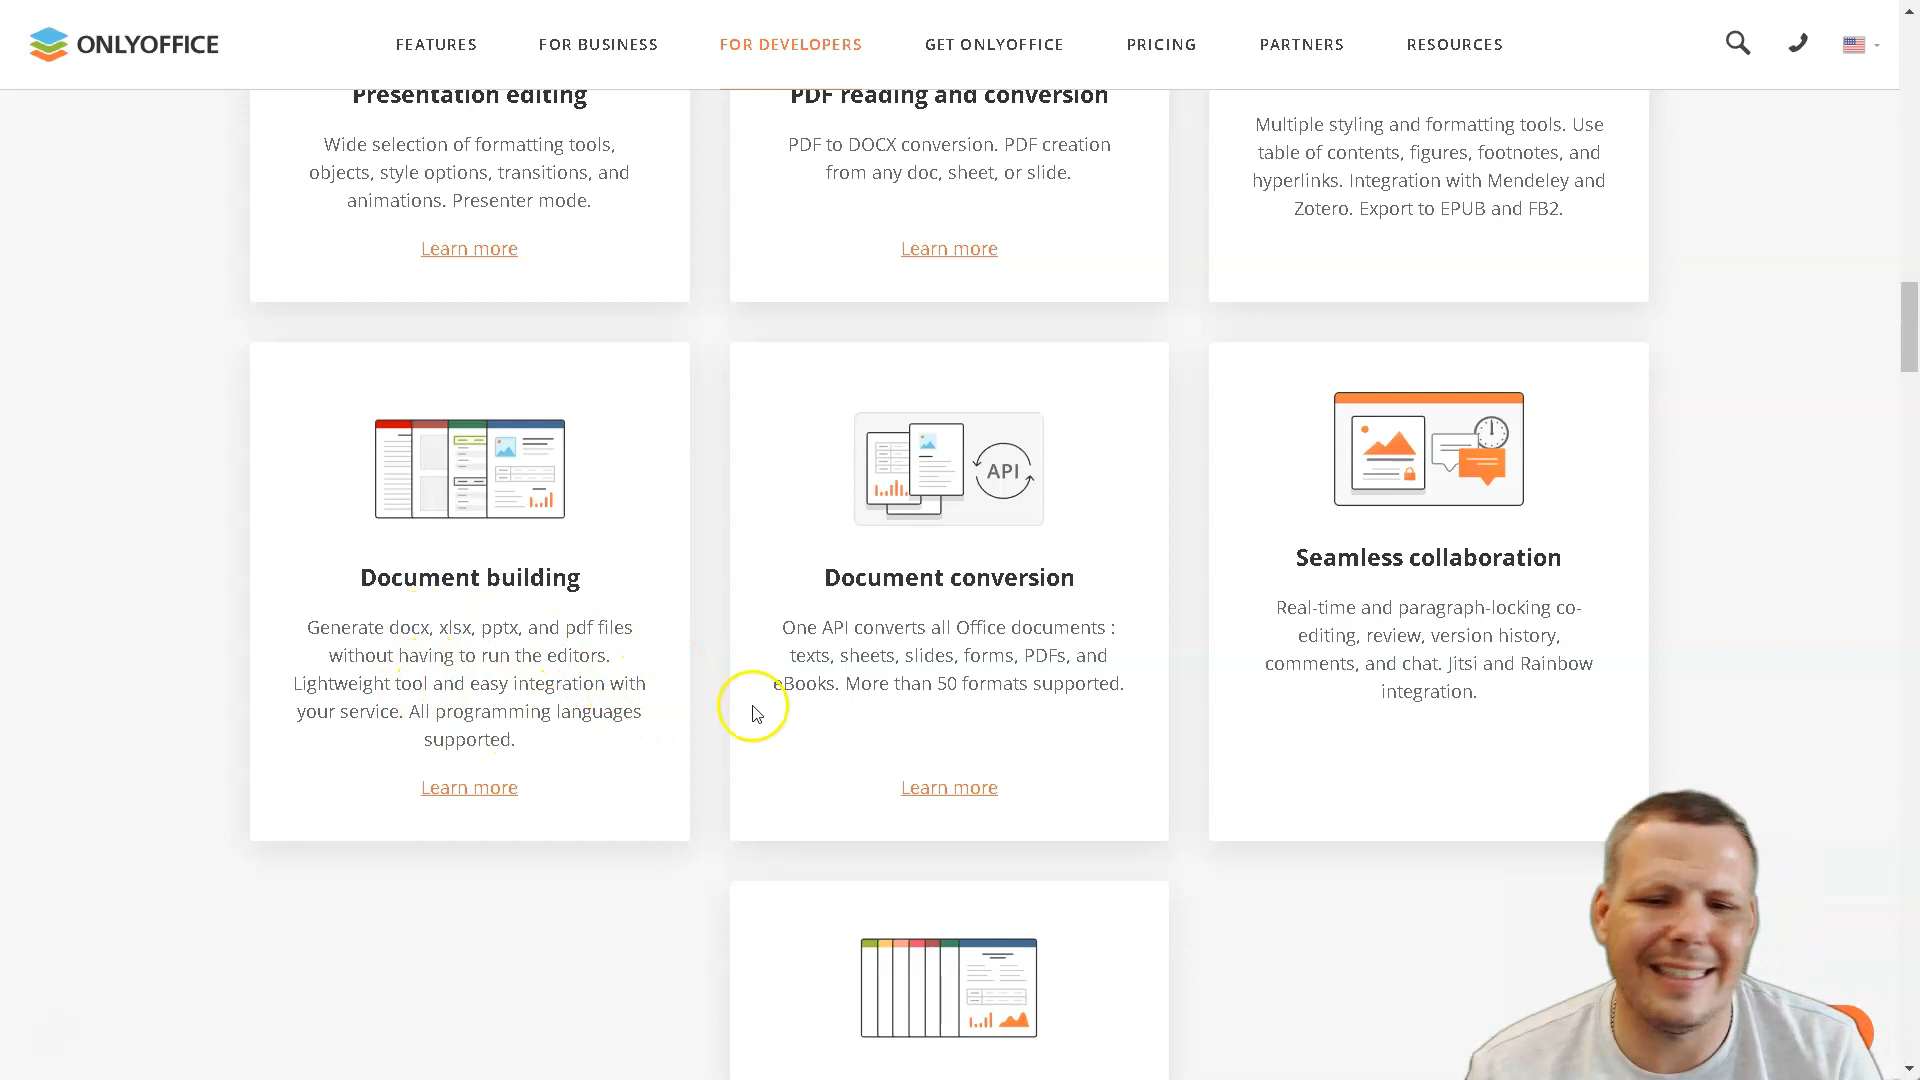 ONLYOFFICE
FEATURES
FOR BUSINESS
FOR DEVELOPERS
GET ONLYOFFICE
PRICING
PARTNERS
RESOURCES
Presentation editing
Wide selection of formatting tools,
objects, style options, transitions, and
animations. Presenter mode.
Learn more
PDF reading and conversion
PDF to DOCX conversion. PDF creation
from any doc, sheet, or slide.
Learn more
Multiple styling and formatting tools. Use
table of contents, figures, footnotes, and
hyperlinks. Integration with Mendeley and
Zotero. Export to EPUB and FB2.
Document building
Generate docx, xlsx, pptx, and pdf files
without having to run the editors.
Lightweight tool and easy integration with
your service. All programming languages
supported.
Learn more
API
Document conversion
One API converts all Office documents :
texts, sheets, slides, forms, PDFs, and
eBooks. More than 50 formats supported.
Learn more
Seamless collaboration
Real-time and paragraph-locking co-
editing, review, version history,
comments, and chat. Jitsi and Rainbow
integration.